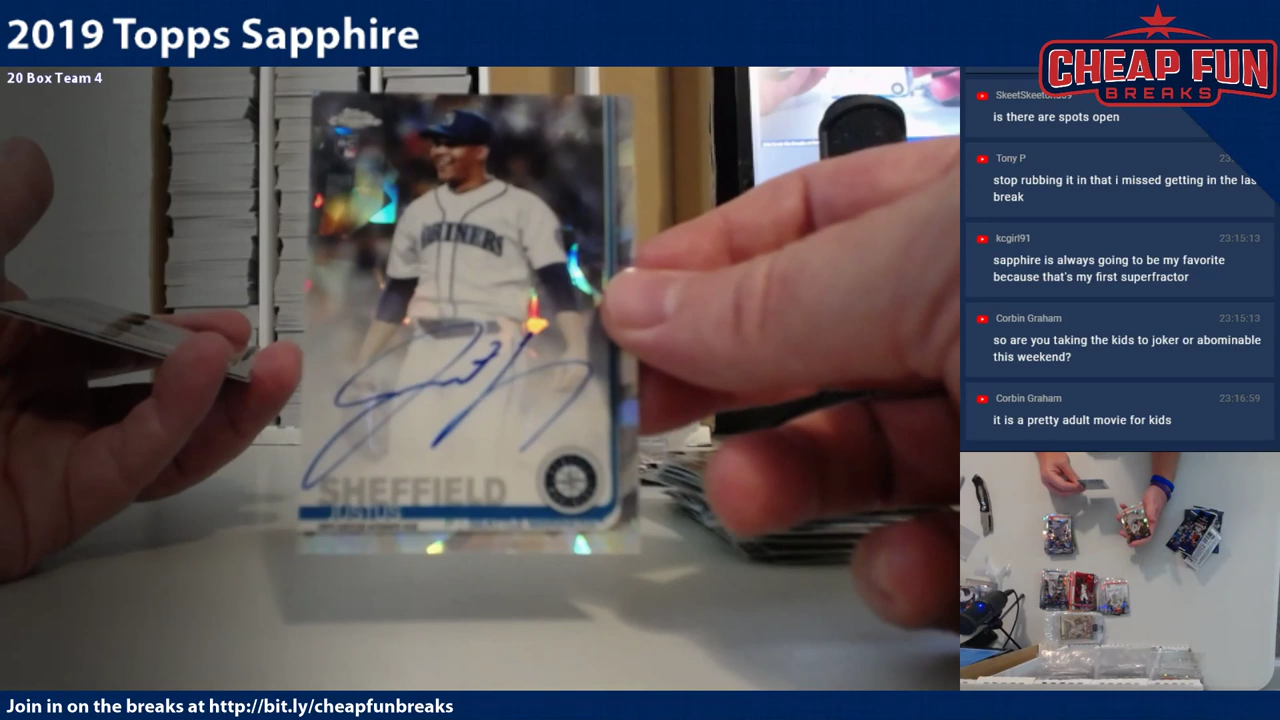 2019 Topps Sapphire
20 Box Team 4
CHEAP FUN
BREAKS
is there are spots open
Tony P
stop rubbing it in that i missed getting in the las
break
kcgirl91 23:15:13
sapphire is always going to be my favorite
because that's my first superfractor
Corbin Graham 23:15:13
so are you taking the kids to joker or abominable
this weekend?
Corbin Graham 23:16:59
it is a pretty adult movie for kids
SHEFFIELD
JUSTUS
Join in on the breaks at http://bit.ly/cheapfunbreaks